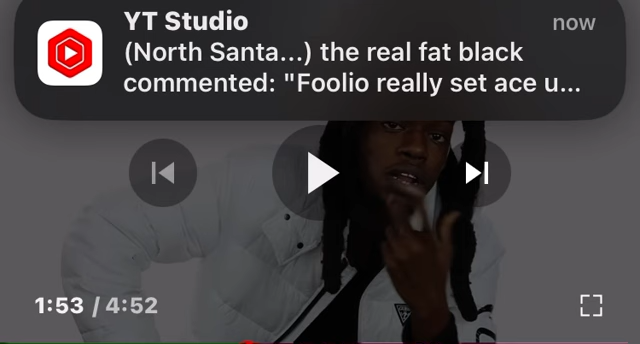 YT Studio
now
(North Santa...) the real fat black
commented: "Foolio really set ace u...
1:53 / 4:52